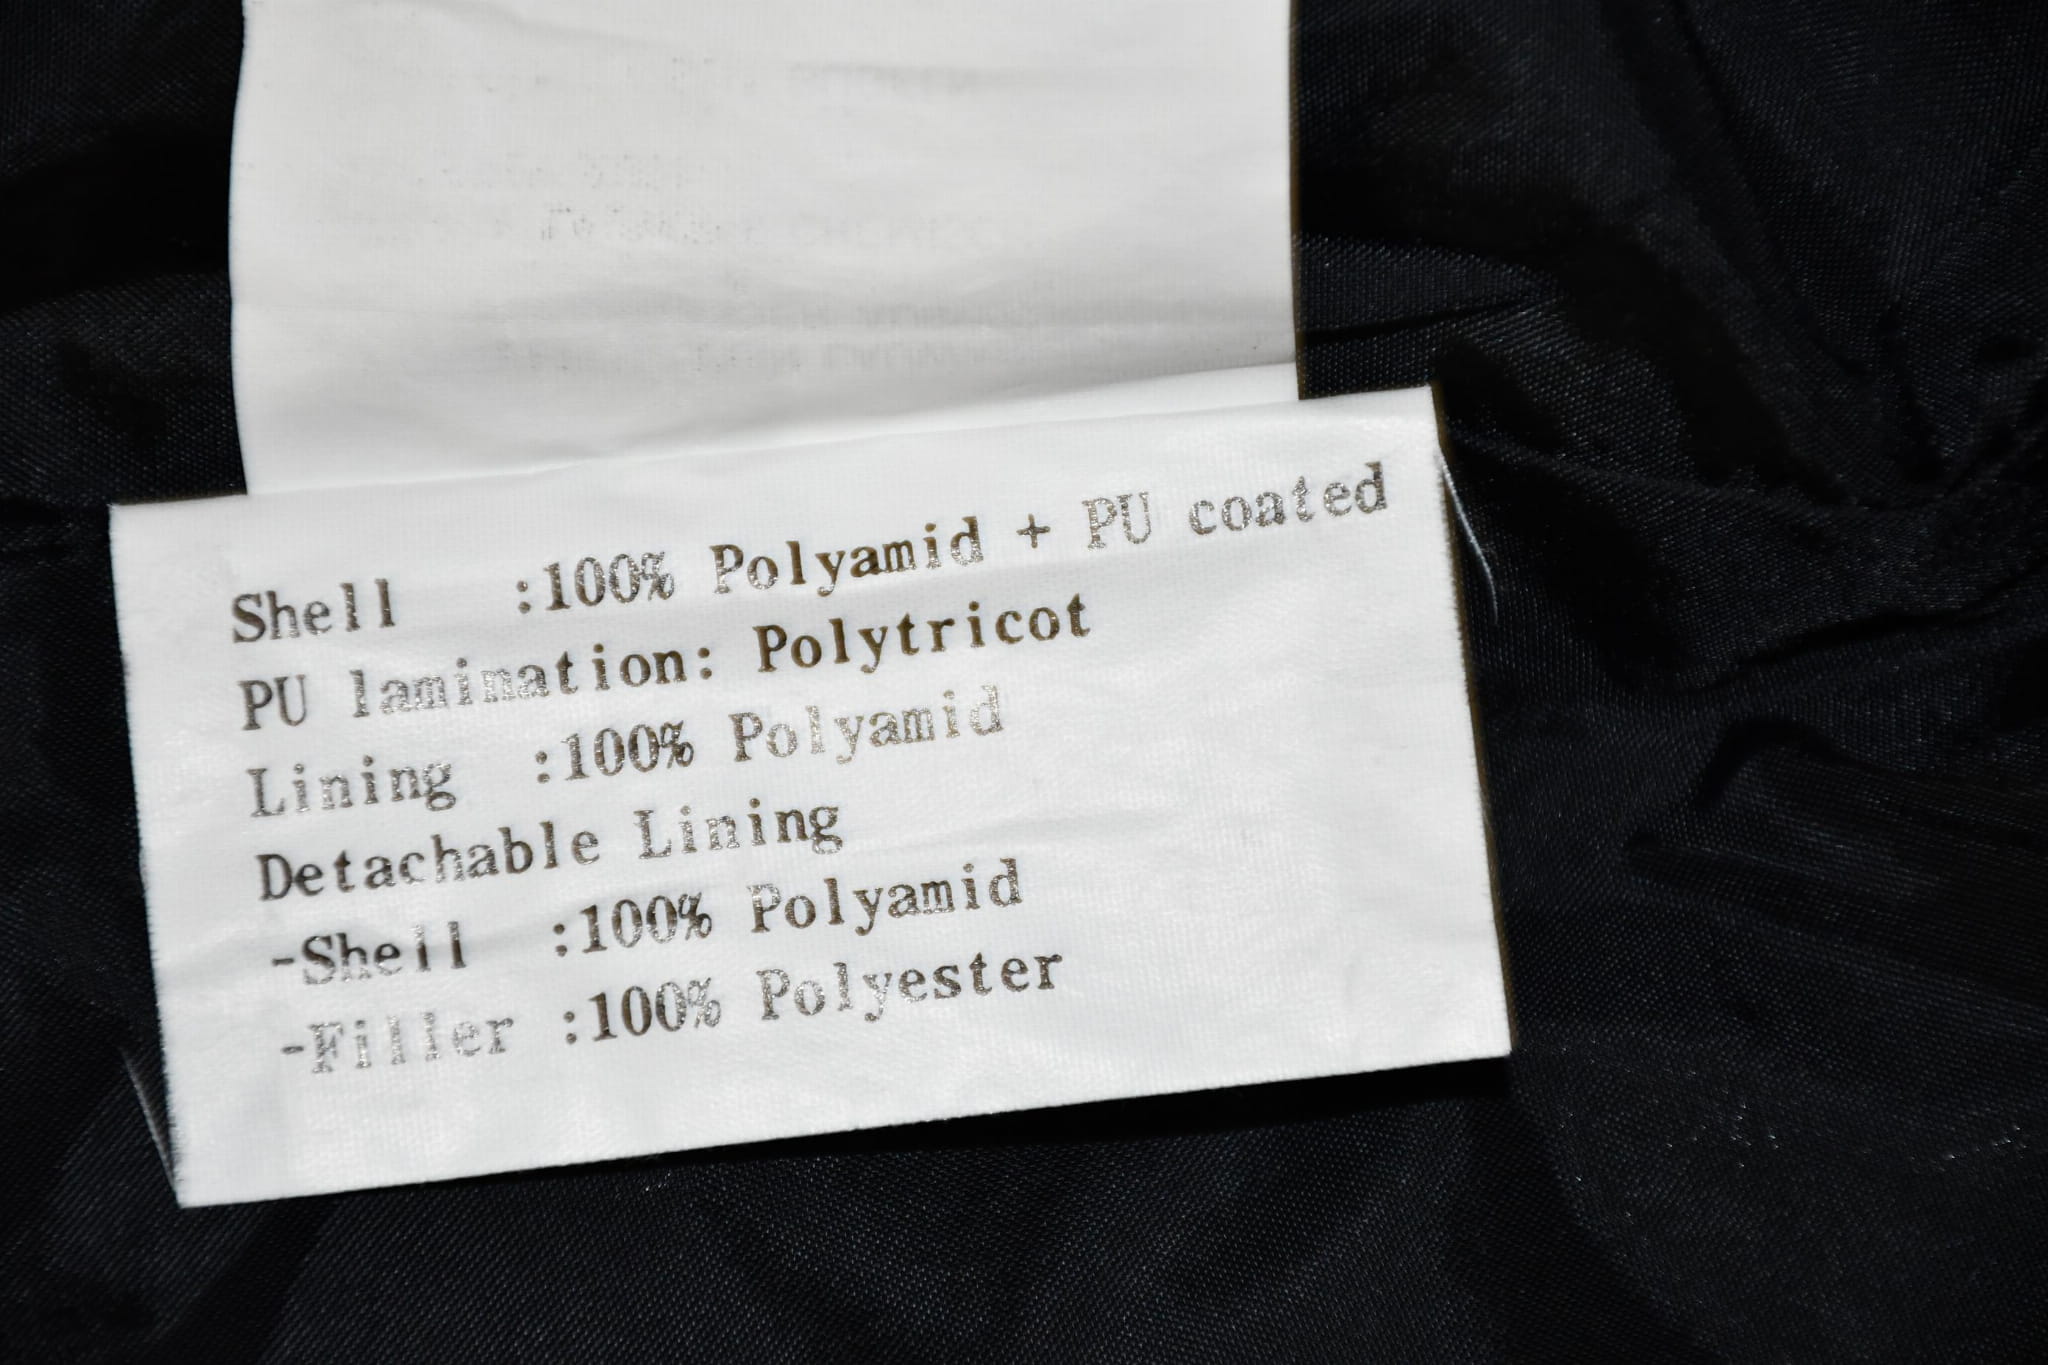 Shell :100% Polyamid + PU coated
PU lamination: Polytricot
Lining :100% Polyamid
Detachable Lining
-Shell :100% Polyamid
-Filler :100% Polyester